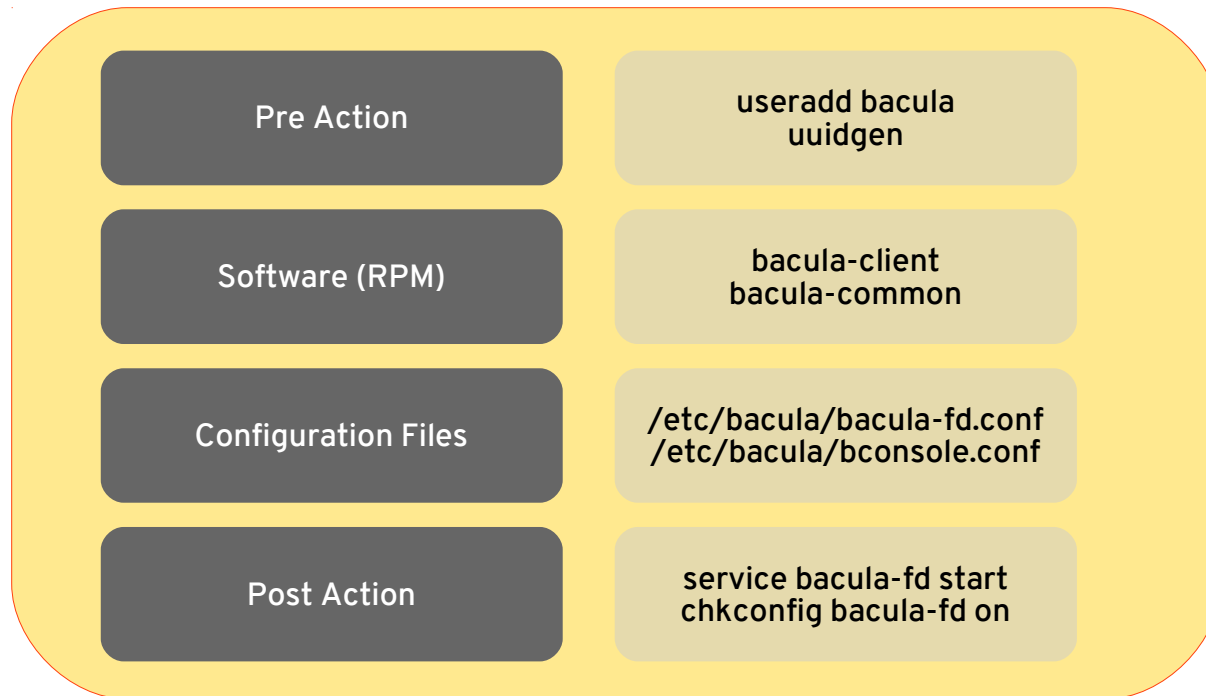 Pre Action
useradd bacula
uuidgen
Software (RPM)
bacula-client
bacula-common
Configuration Files
/etc/bacula/bacula-fd.conf
/etc/bacula/bconsole.conf
Post Action
service bacula-fd start
chkconfig bacula-fd on